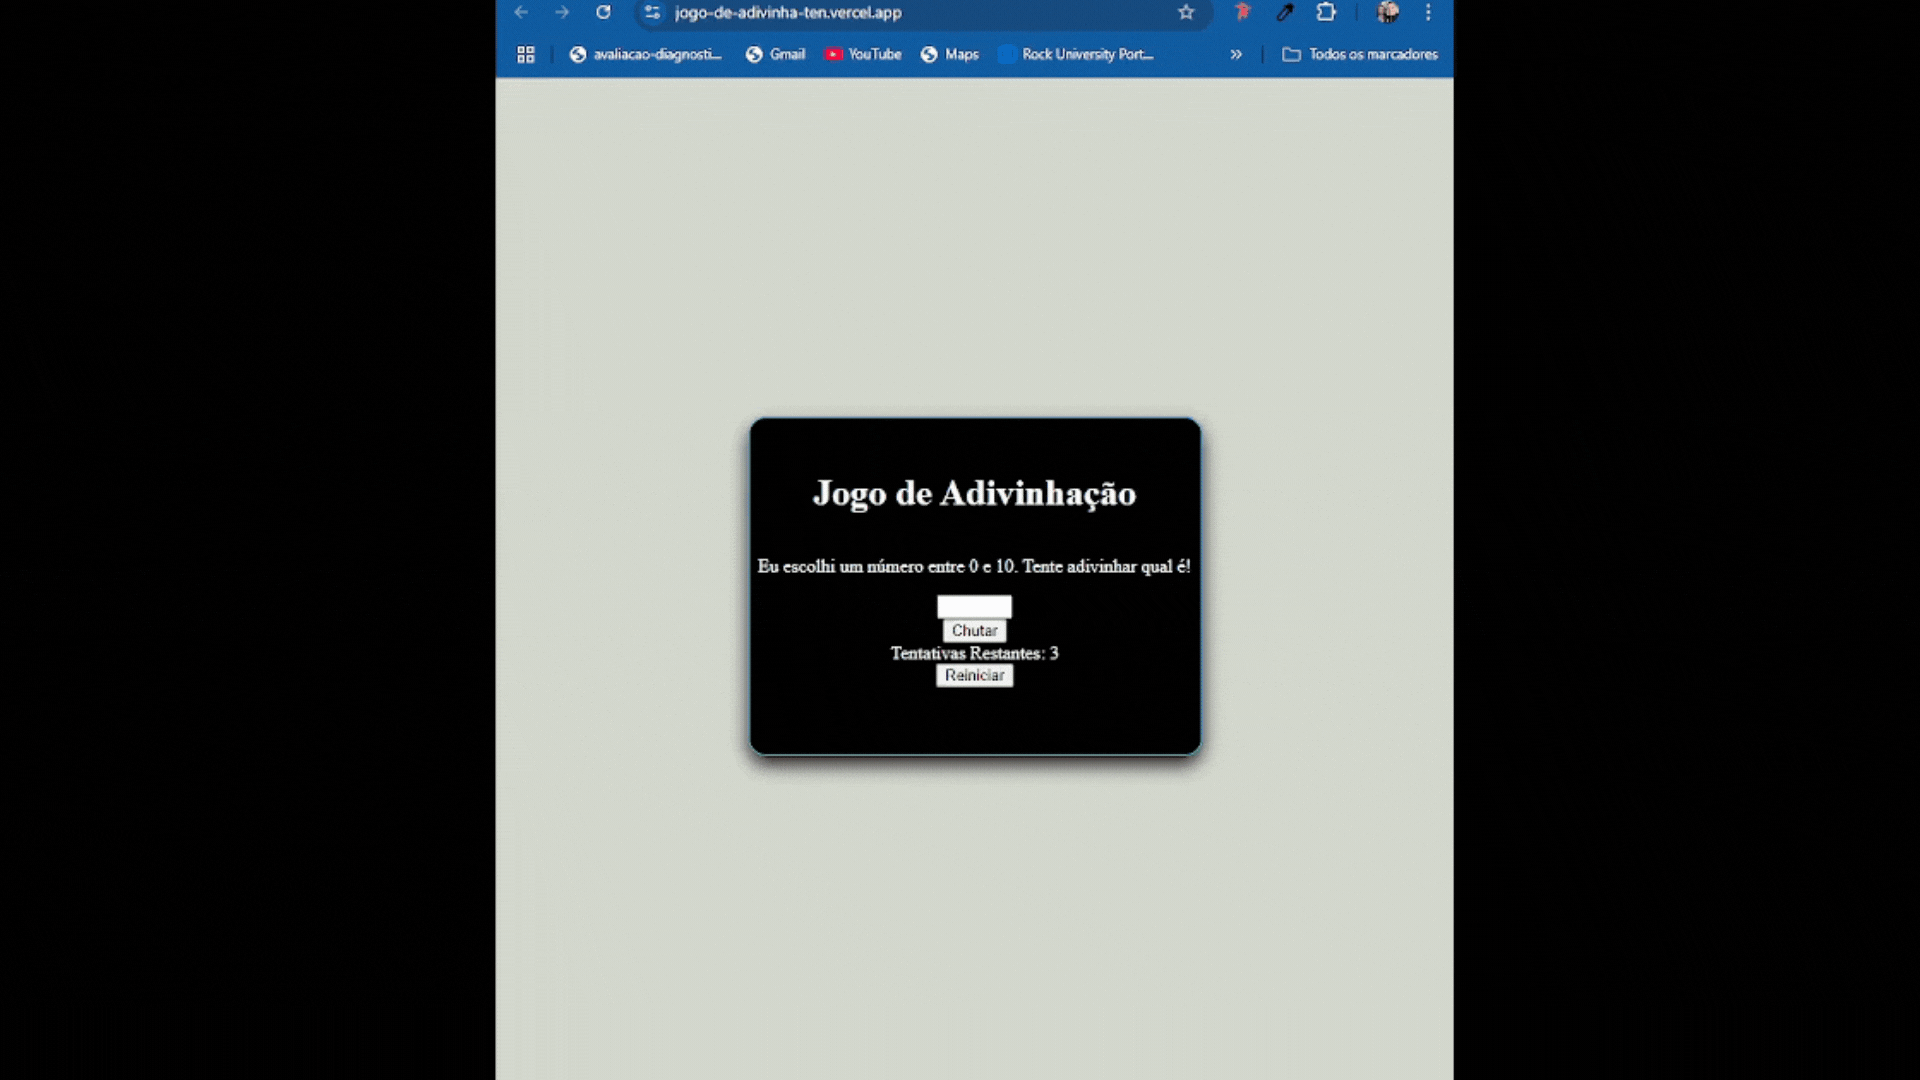 jogo-de-adivinha-ten.vercel.app
avaliacao-diagnosti... Gmail YouTube Maps Rock University Port... Todos os marcadores
Jogo de Adivinhação
Eu escolhi um número entre 0 e 10. Tente adivinhar qual é!
Chutar
Tentativas Restantes: 3
Reiniciar